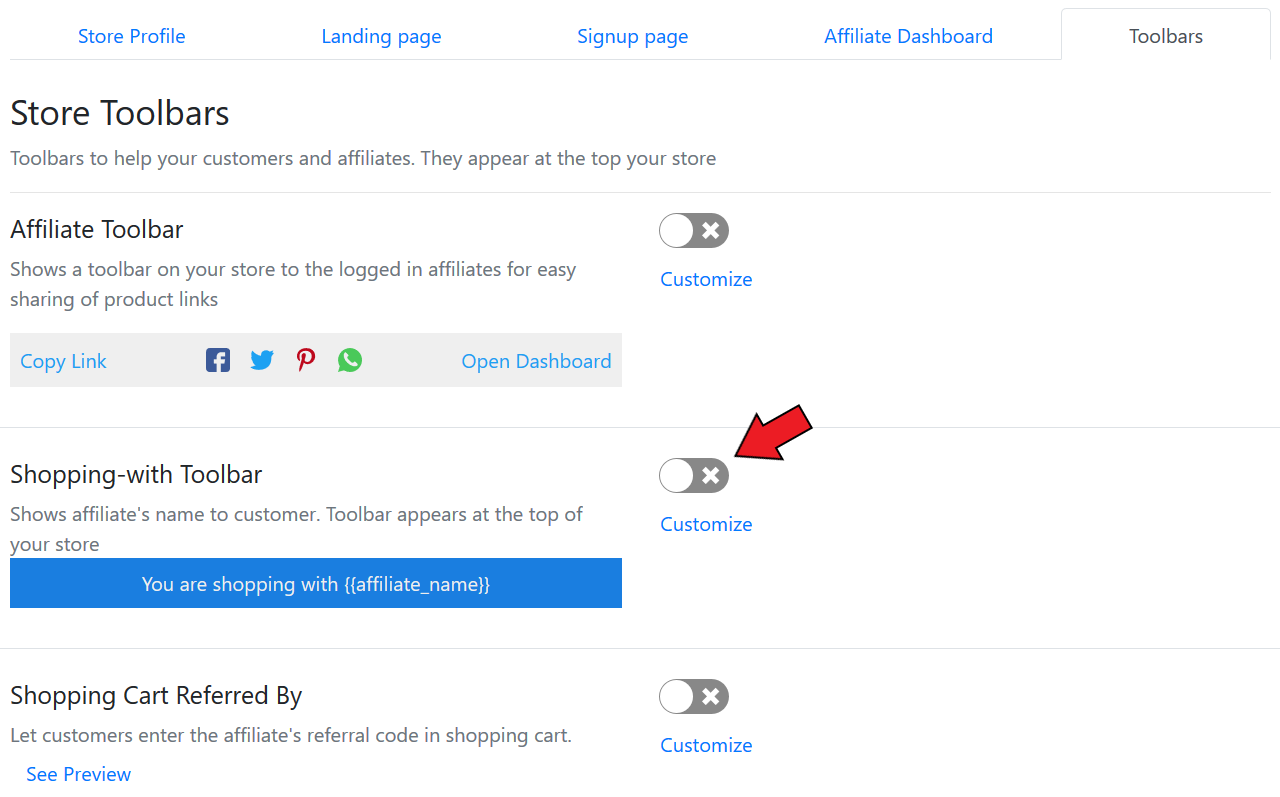 Store Profile
Landing page
Signup page
Affiliate Dashboard
Toolbars
Store Toolbars
Toolbars to help your customers and affiliates. They appear at the top your store
Affiliate Toolbar
Shows a toolbar on your store to the logged in affiliates for easy
sharing of product links
Customize
Copy Link
Open Dashboard
Shopping-with Toolbar
Shows affiliate's name to customer. Toolbar appears at the top of
your store
Customize
You are shopping with {{affiliate_name}}
Shopping Cart Referred By
Let customers enter the affiliate's referral code in shopping cart.
Customize
See Preview